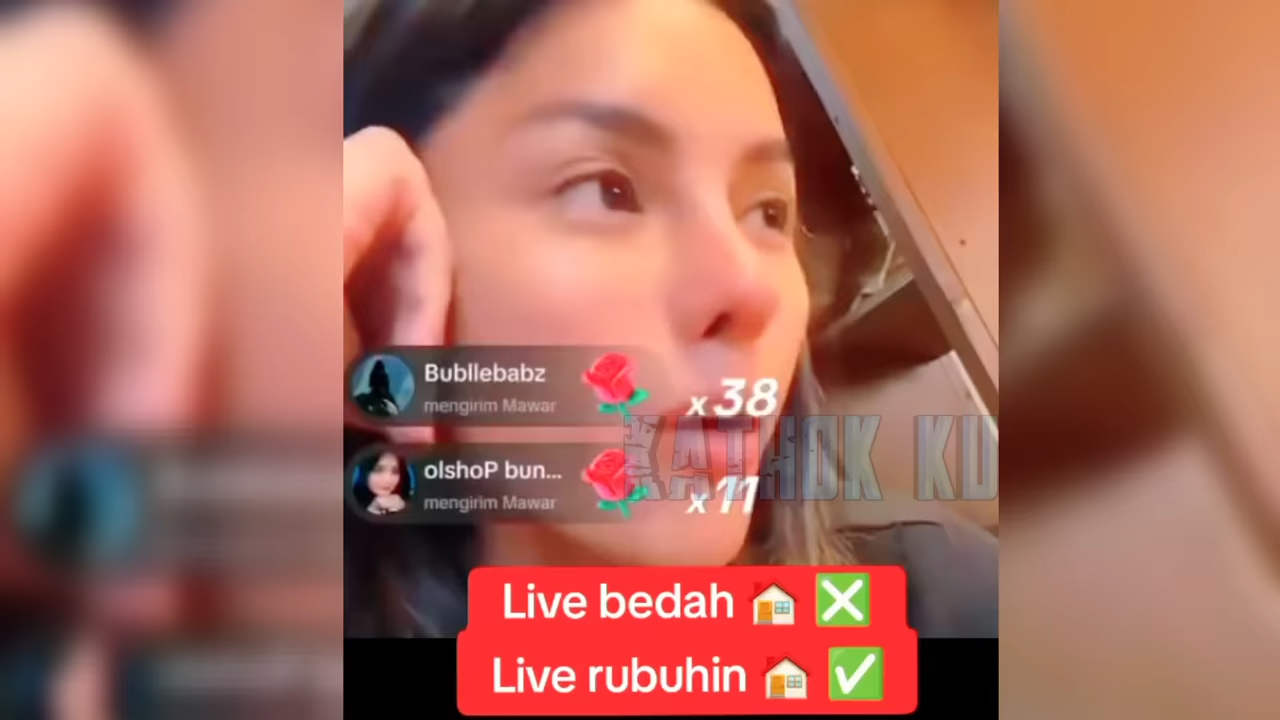 Bubllebabz
mengirim Mawar
x38
KATHOK KU
olshoP bun...
mengirim Mawar
x11
Live bedah 🏠 ❎
Live rubuhin 🏠 ✅